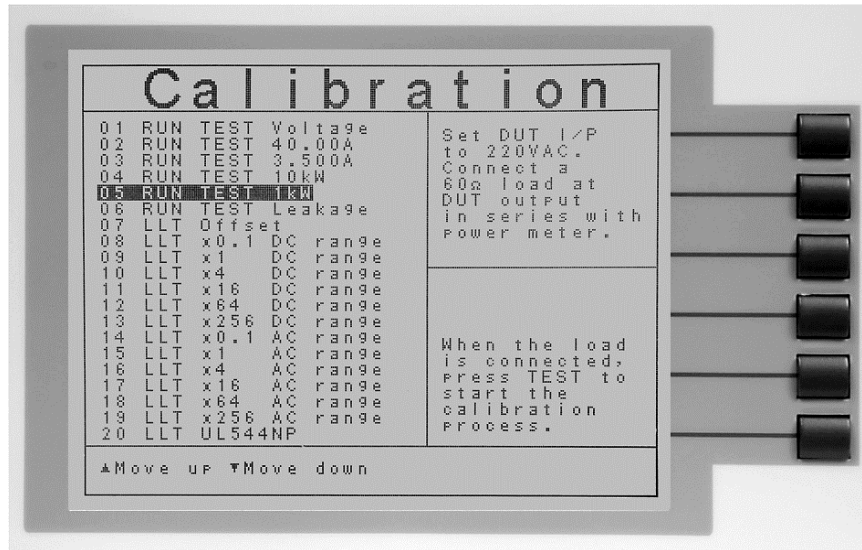 Calibration
01 RUN TEST Voltage
02 RUN TEST 40.00A
03 RUN TEST 3.500A
04 RUN TEST 10kW
05 RUN TEST 1kW
06 RUN TEST Leakage
07 LLT Offset
08 LLT x0.1 DC range
09 LLT x1 DC range
10 LLT x4 DC range
11 LLT x16 DC range
12 LLT x64 DC range
13 LLT x256 DC range
14 LLT x0.1 AC range
15 LLT x1 AC range
16 LLT x4 AC range
17 LLT x16 AC range
18 LLT x64 AC range
19 LLT x256 AC range
20 LLT UL544NP
Set DUT I/P
to 220VAC.
Connect a
60Ω load at
DUT output
in series with
power meter.
When the load
is connected,
press TEST to
start the
calibration
process.
▲Move up ▼Move down